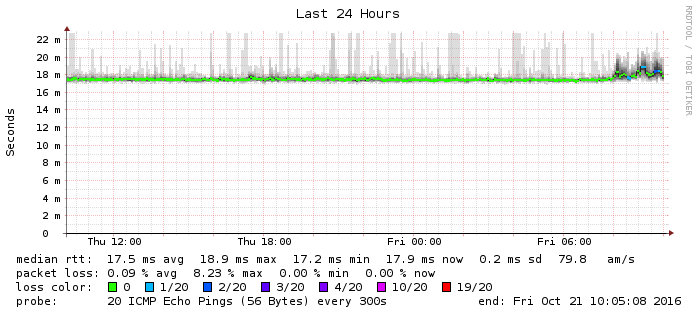 Last 24 Hours
RRDTOOL / TOBI OETIKER
Seconds
22 m
20 m
18 m
16 m
14 m
12 m
10 m
8 m
6 m
4 m
2 m
0
Thu 12:00 Thu 18:00 Fri 00:00 Fri 06:00
median rtt: 17.5 ms avg 18.9 ms max 17.2 ms min 17.9 ms now 0.2 ms sd 79.8 am/s
packet loss: 0.09 % avg 8.23 % max 0.00 % min 0.00 % now
loss color: 0 1/20 2/20 3/20 4/20 10/20 19/20
probe: 20 ICMP Echo Pings (56 Bytes) every 300s end: Fri Oct 21 10:05:08 2016